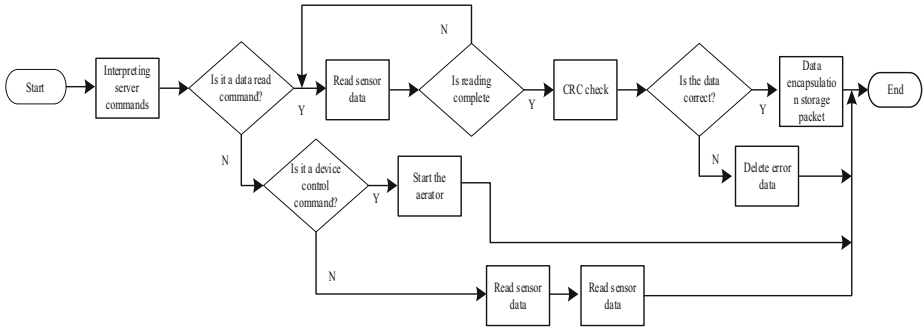 N
Start
Interpreting
server
commands
Is it a data read
command?
Y
Read sensor
data
Is reading
complete
Y
CRC check
Is the data
correct?
Y
Data
encapsulatio
n storage
packet
End
N
Is it a device
control
command?
Y
Start the
aerator
N
Delete error
data
N
Read sensor
data
Read sensor
data